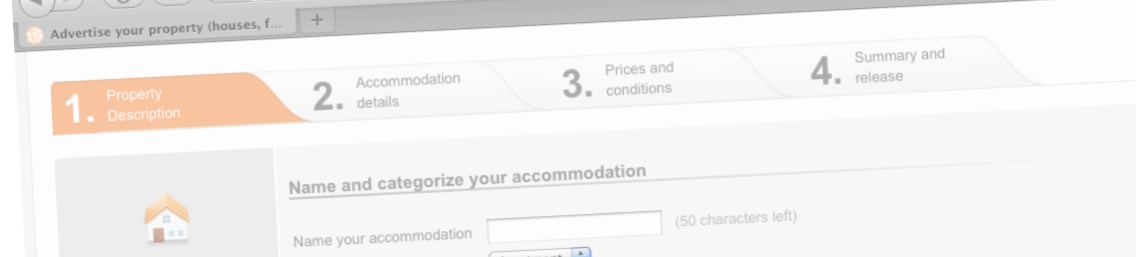 Advertise your property (houses, f...
+
1. Property Description
2. Accommodation details
3. Prices and conditions
4. Summary and release
Name and categorize your accommodation
Name your accommodation
(50 characters left)